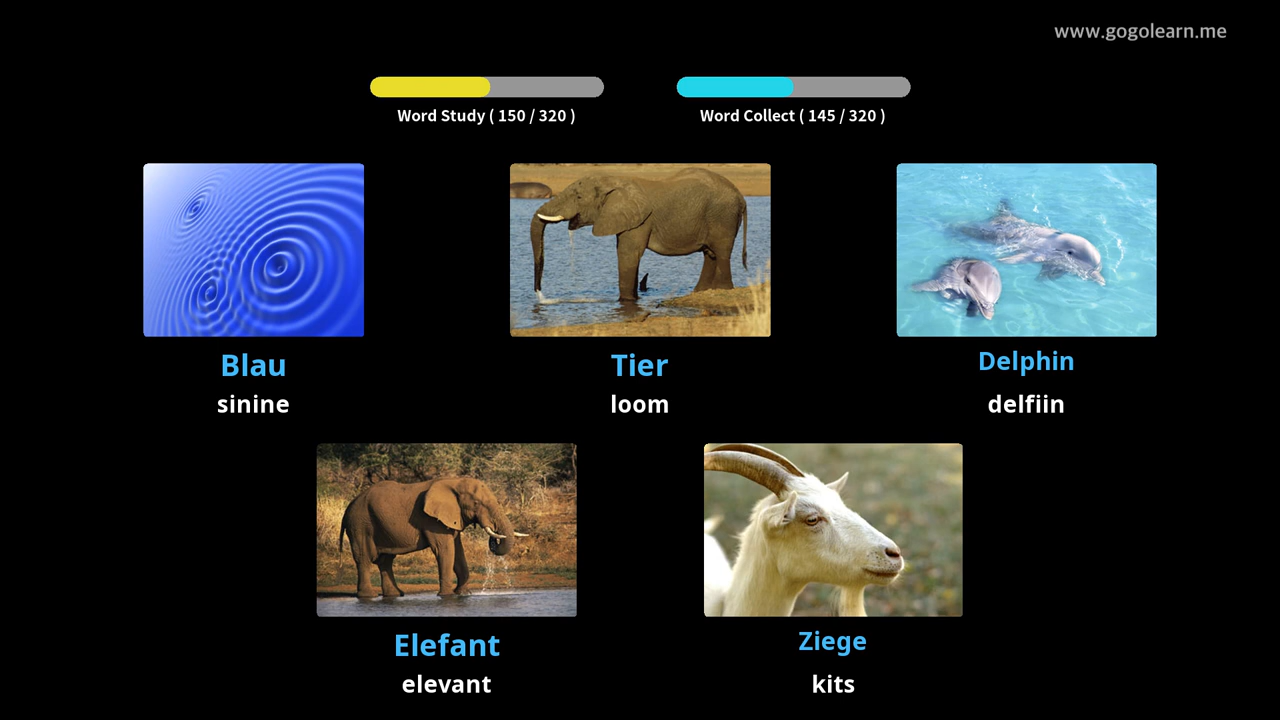 www.gogolearn.me
Word Study ( 150 / 320 )
Word Collect ( 145 / 320 )
Blau
sinine
Tier
loom
Delphin
delfiin
Elefant
elevant
Ziege
kits